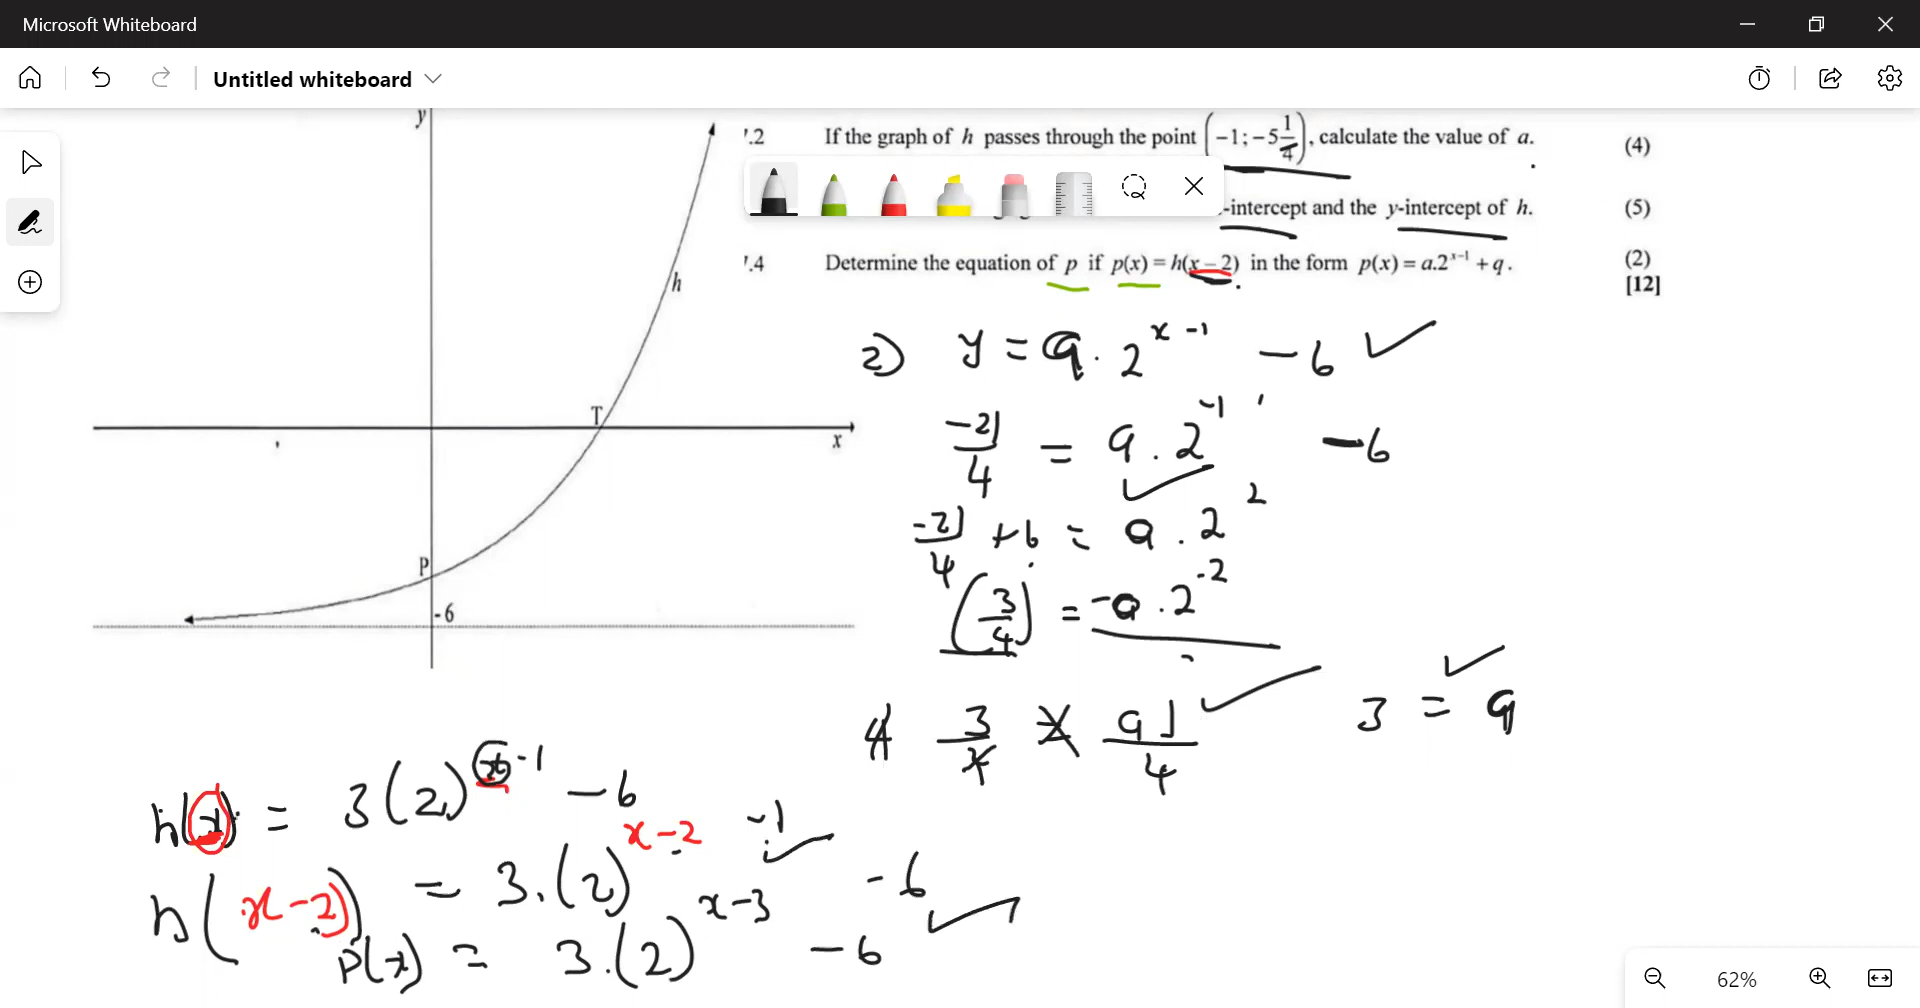 Microsoft Whiteboard
Untitled whiteboard
y
h
T
x
P
-6
'.2 If the graph of h passes through the point (-1; -5 1/4), calculate the value of a. (4)
-intercept and the y-intercept of h. (5)
'.4 Determine the equation of p if p(x) = h(x - 2) in the form p(x) = a.2^{x-1} + q. (2)
[12]
2) y = a . 2^{x-1} - 6 ✓
-21/4 = a . 2^{-1-1} - 6
-21/4 + 6 = a . 2^{-2}
(3/4) = a . 2^{-2}
4 3/4 × a1/4 ✓ 3 = a ✓
h(x) = 3(2)^{x-1} - 6
h(x-2) = 3.(2)^{x-2-1} - 6
P(x) = 3.(2)^{x-3} - 6
62%